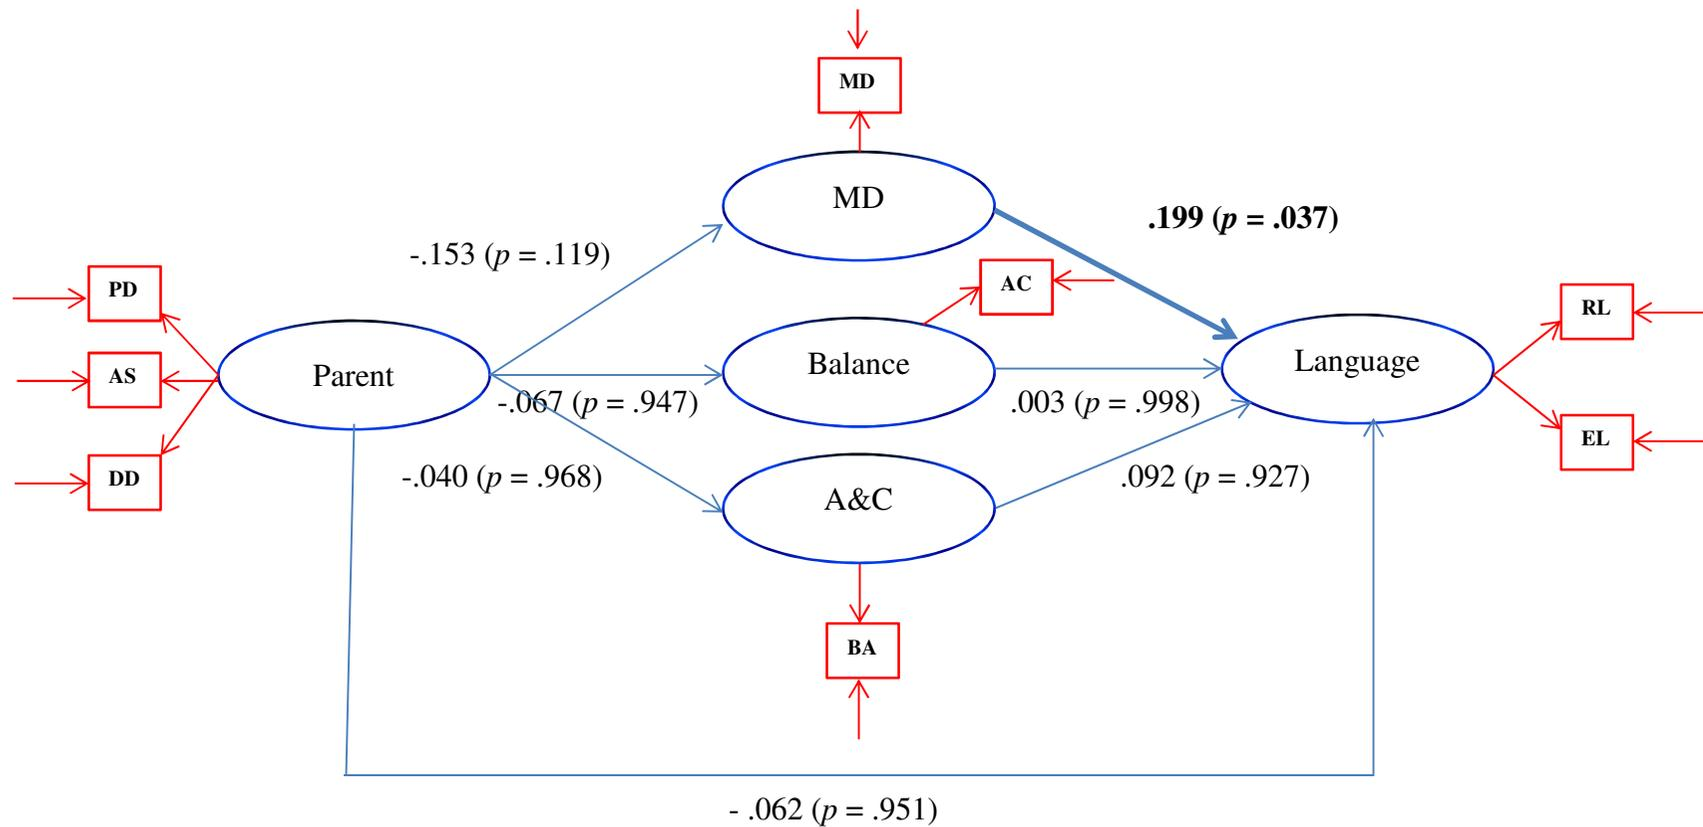 MD
MD
.199 (p = .037)
-.153 (p = .119)
PD
AC
RL
AS
Parent
Balance
Language
-.067 (p = .947)
.003 (p = .998)
EL
DD
-.040 (p = .968)
A&C
.092 (p = .927)
BA
- .062 (p = .951)